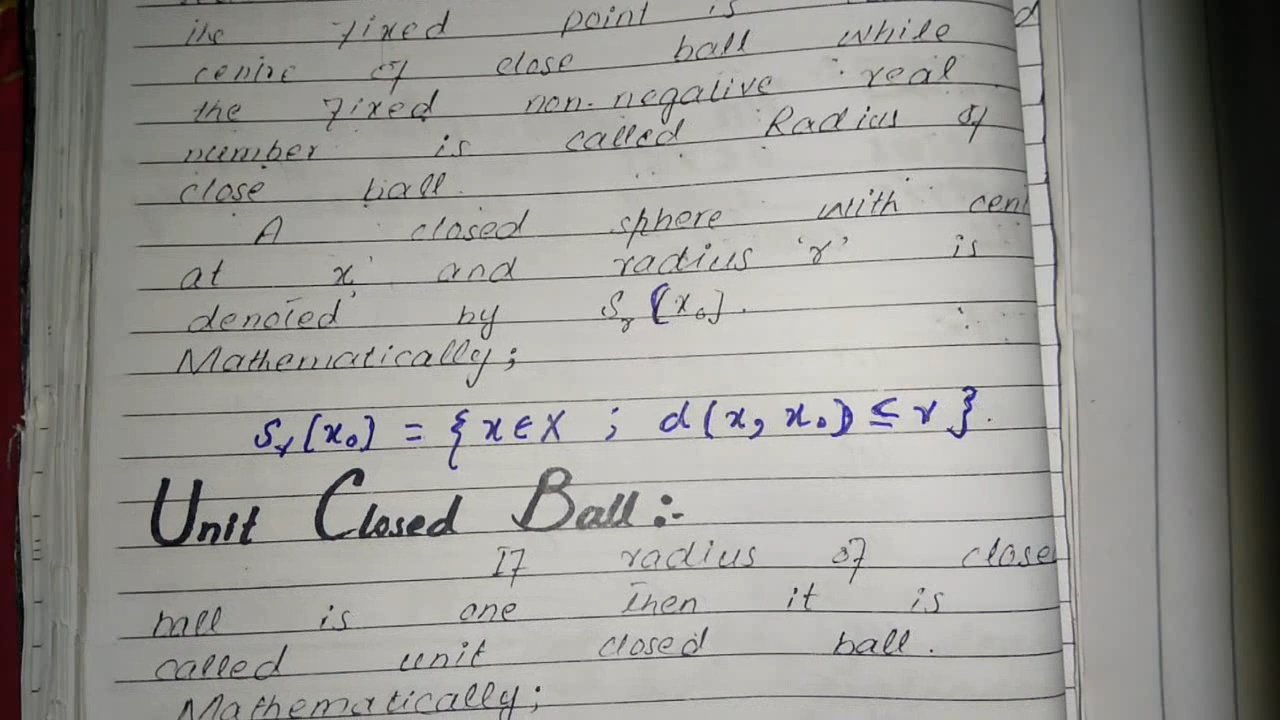 the fixed point is
centre of close ball while
the fixed non-negative real
number is called Radius of
close ball.
A closed sphere with cent
at x and radius 'r' is
denoted by Sᵣ[x₀].
Mathematically;
Sᵣ[x₀] = {x ∈ X ; d(x, x₀) ≤ r}.
Unit Closed Ball:-
If radius of close
ball is one then it is
called unit closed ball.
Mathematically;